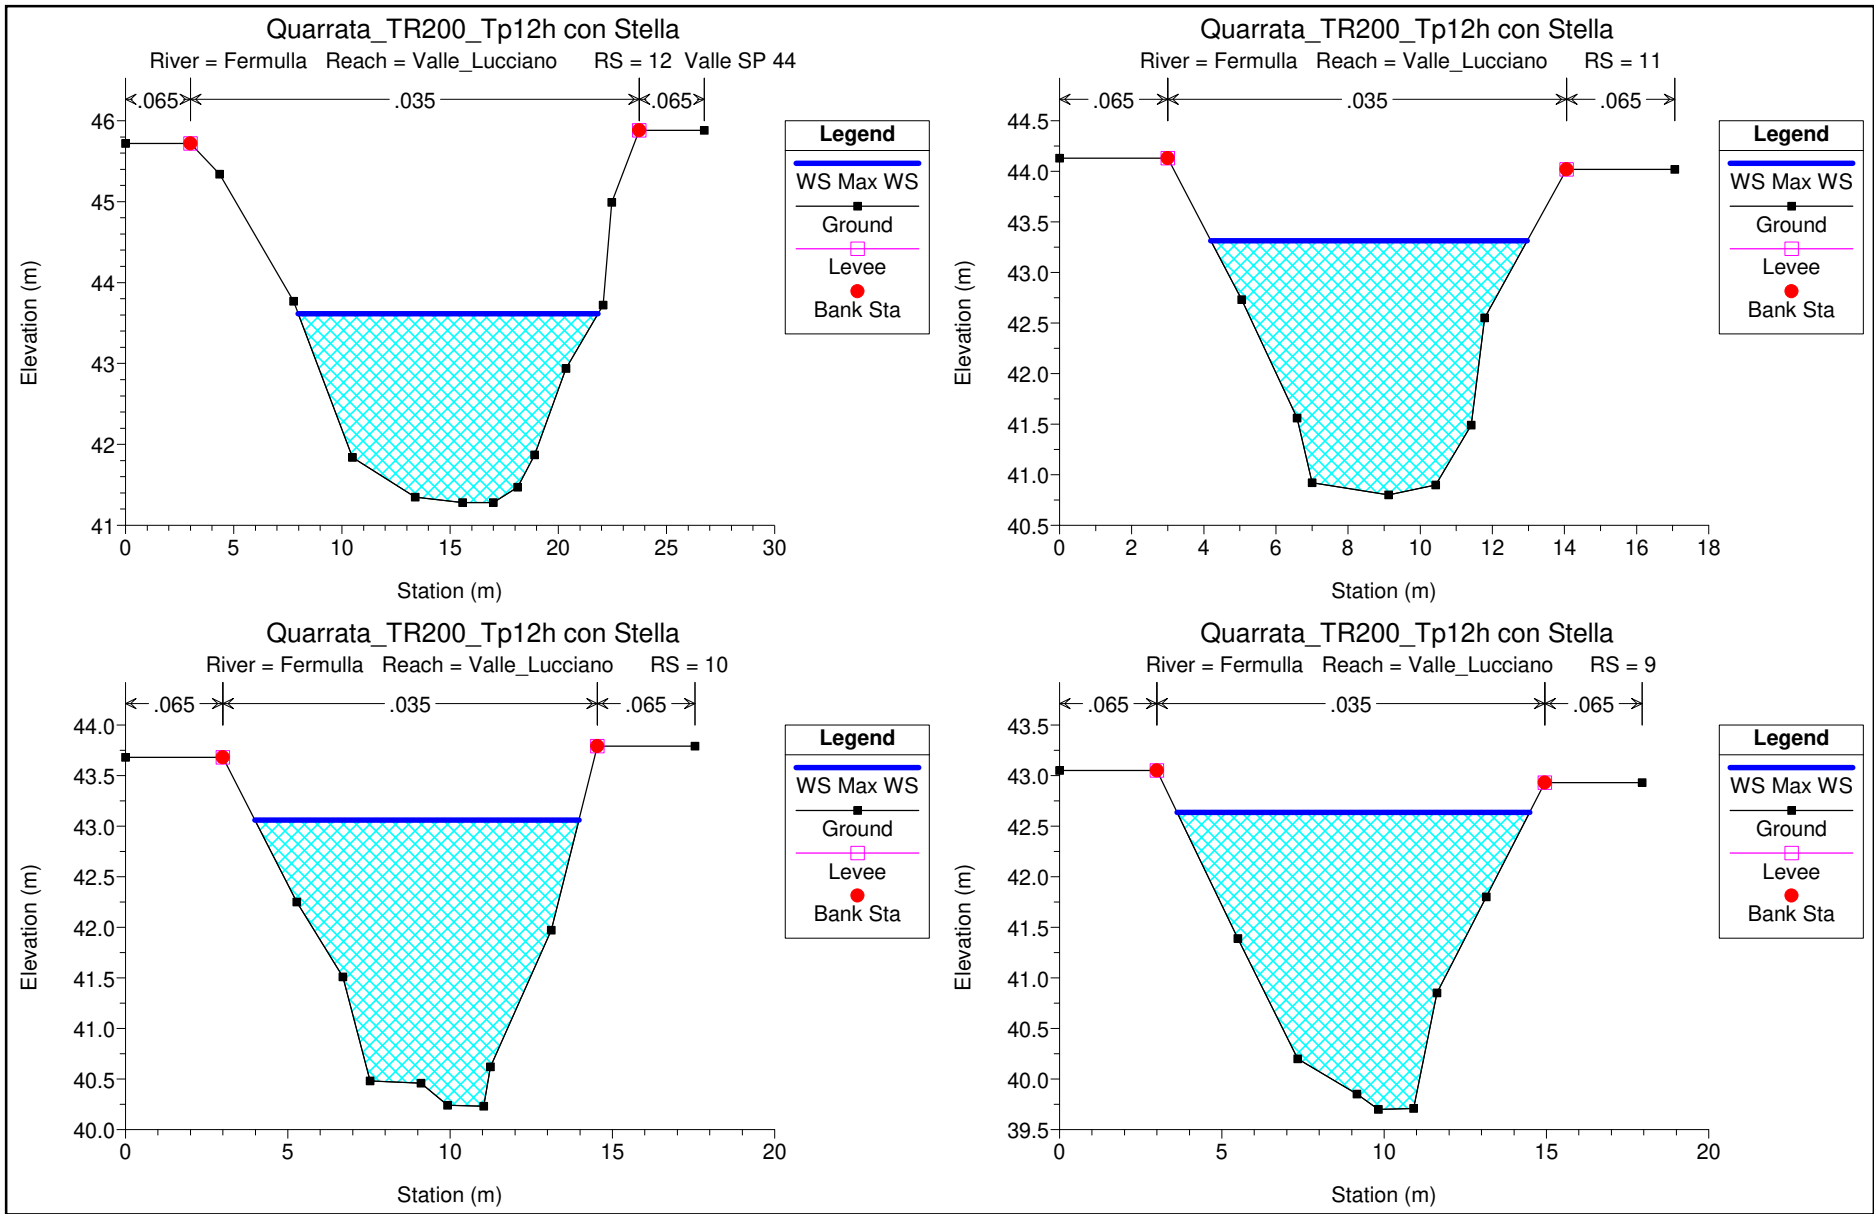 Quarrata_TR200_Tp12h con Stella
River = Fermulla Reach = Valle_Lucciano RS = 12 Valle SP 44
.065 .035 .065
46
45
44
43
42
41
0 5 10 15 20 25 30
Elevation (m)
Station (m)
Legend
WS Max WS
Ground
Levee
Bank Sta
Quarrata_TR200_Tp12h con Stella
River = Fermulla Reach = Valle_Lucciano RS = 11
.065 .035 .065
44.5
44.0
43.5
43.0
42.5
42.0
41.5
41.0
40.5
0 2 4 6 8 10 12 14 16 18
Elevation (m)
Station (m)
Legend
WS Max WS
Ground
Levee
Bank Sta
Quarrata_TR200_Tp12h con Stella
River = Fermulla Reach = Valle_Lucciano RS = 10
.065 .035 .065
44.0
43.5
43.0
42.5
42.0
41.5
41.0
40.5
40.0
0 5 10 15 20
Elevation (m)
Station (m)
Legend
WS Max WS
Ground
Levee
Bank Sta
Quarrata_TR200_Tp12h con Stella
River = Fermulla Reach = Valle_Lucciano RS = 9
.065 .035 .065
43.5
43.0
42.5
42.0
41.5
41.0
40.5
40.0
39.5
0 5 10 15 20
Elevation (m)
Station (m)
Legend
WS Max WS
Ground
Levee
Bank Sta